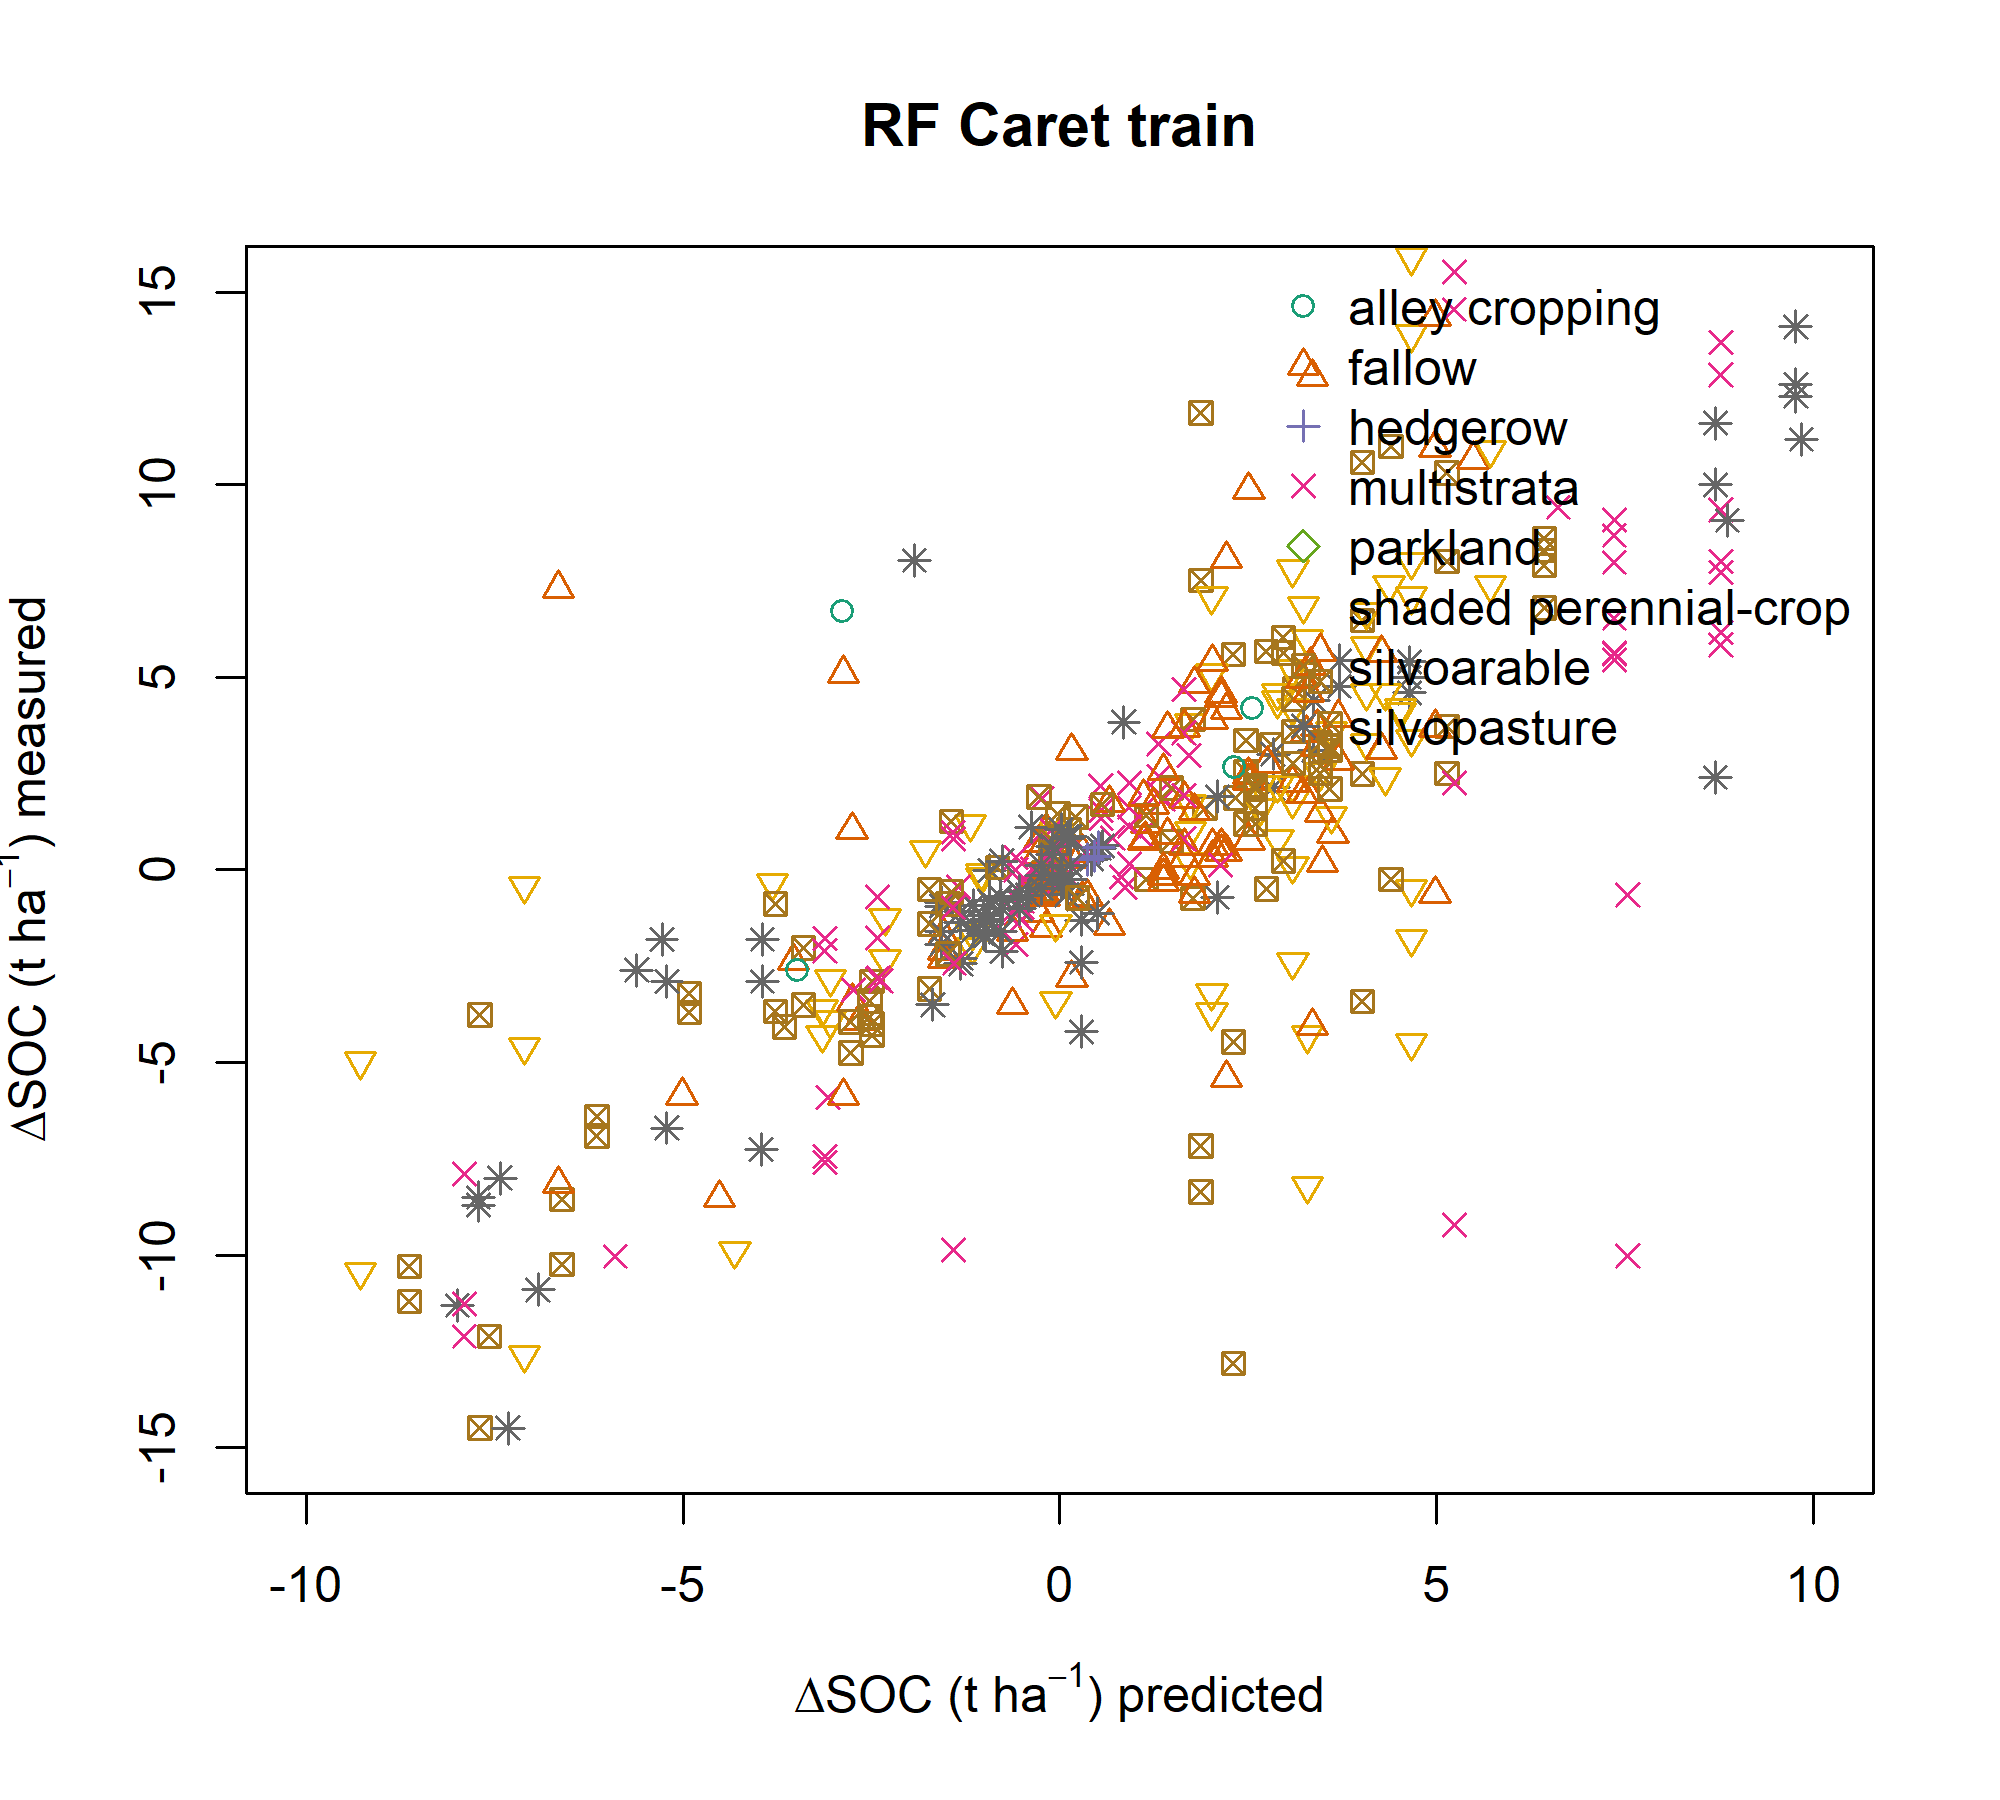 RF Caret train
ΔSOC (t ha⁻¹) measured
15
10
5
0
-5
-10
-15
alley cropping
fallow
hedgerow
multistrata
parkland
shaded perennial-crop
silvoarable
silvopasture
-10 -5 0 5 10
ΔSOC (t ha⁻¹) predicted